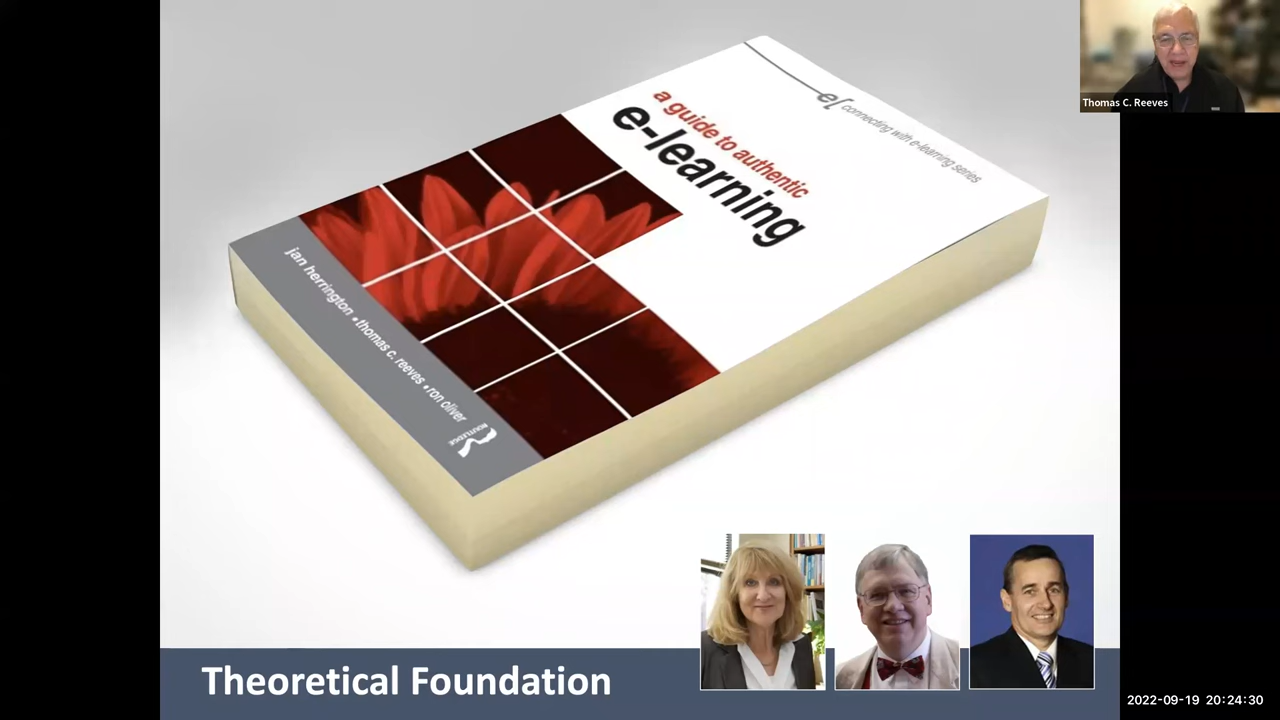 Thomas C. Reeves
e[ connecting with e-learning series
a guide to authentic
e-learning
jan herrington • thomas c. reeves • ron oliver
ROUTLEDGE
Theoretical Foundation
2022-09-19 20:24:30